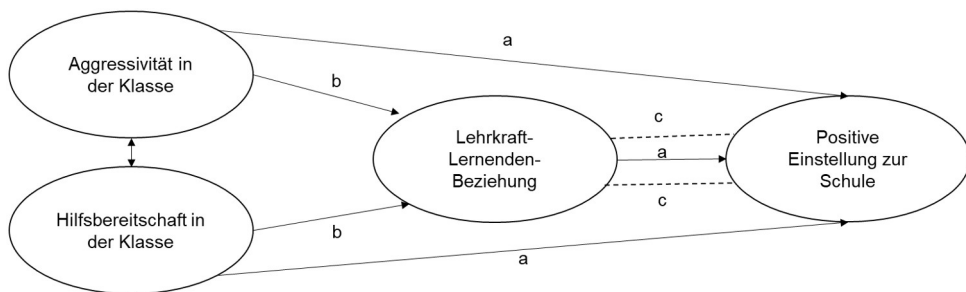 a
Aggressivität in
der Klasse
b
c
Lehrkraft-
Lernenden-
Beziehung
a
Positive
Einstellung zur
Schule
c
Hilfsbereitschaft in
der Klasse
b
a